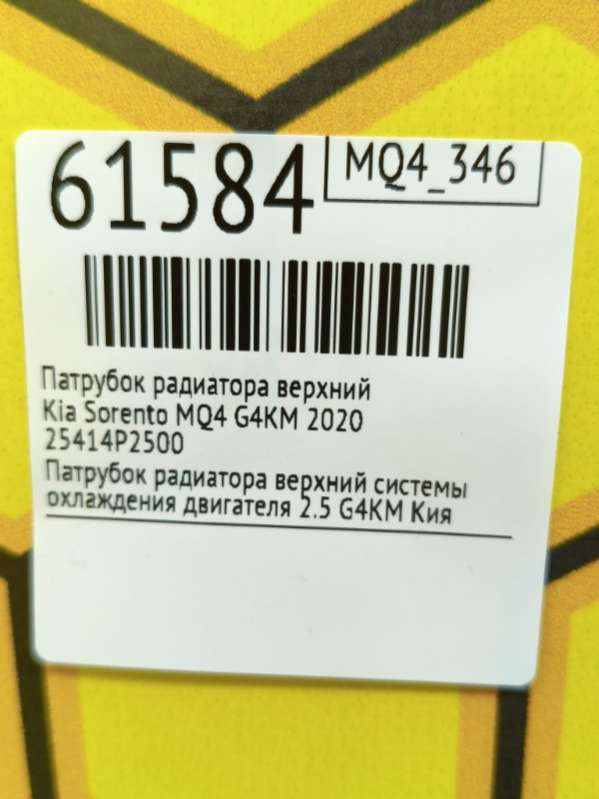 61584
MQ4_346
Патрубок радиатора верхний
Kia Sorento MQ4 G4KM 2020
25414P2500
Патрубок радиатора верхний системы
охлаждения двигателя 2.5 G4KM Кия